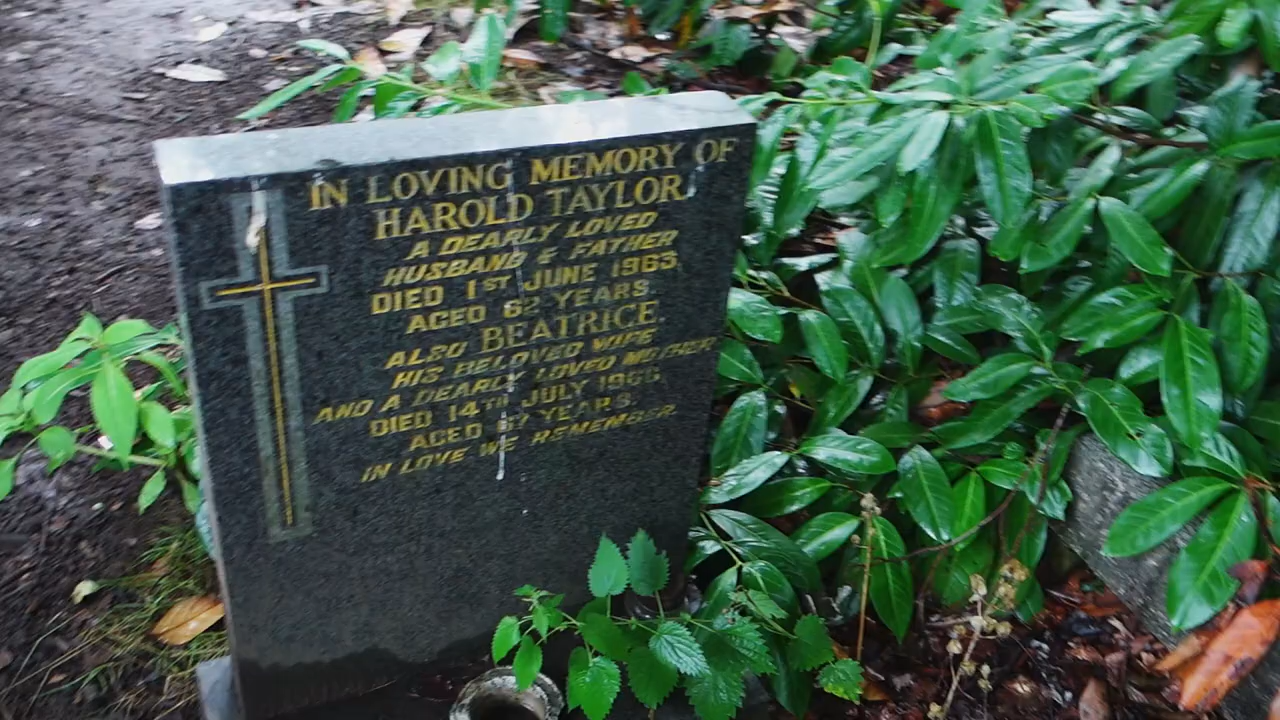 IN LOVING MEMORY OF
HAROLD TAYLOR.
A DEARLY LOVED
HUSBAND & FATHER
DIED 1ST JUNE 1963
AGED 62 YEARS.
ALSO BEATRICE.
HIS BELOVED WIFE
AND A DEARLY LOVED MOTHER
DIED 14TH JULY
AGED YEARS.
IN LOVE WE REMEMBER.